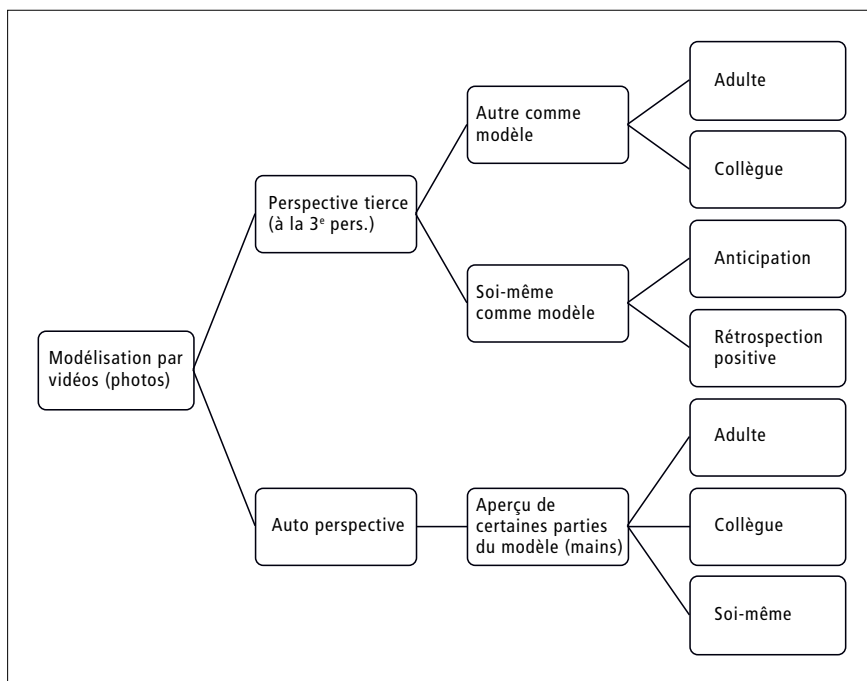 Modélisation par
vidéos (photos)
Perspective tierce
(à la 3e pers.)
Autre comme
modèle
Adulte
Collègue
Soi-même
comme modèle
Anticipation
Rétrospection
positive
Auto perspective
Aperçu de
certaines parties
du modèle (mains)
Adulte
Collègue
Soi-même